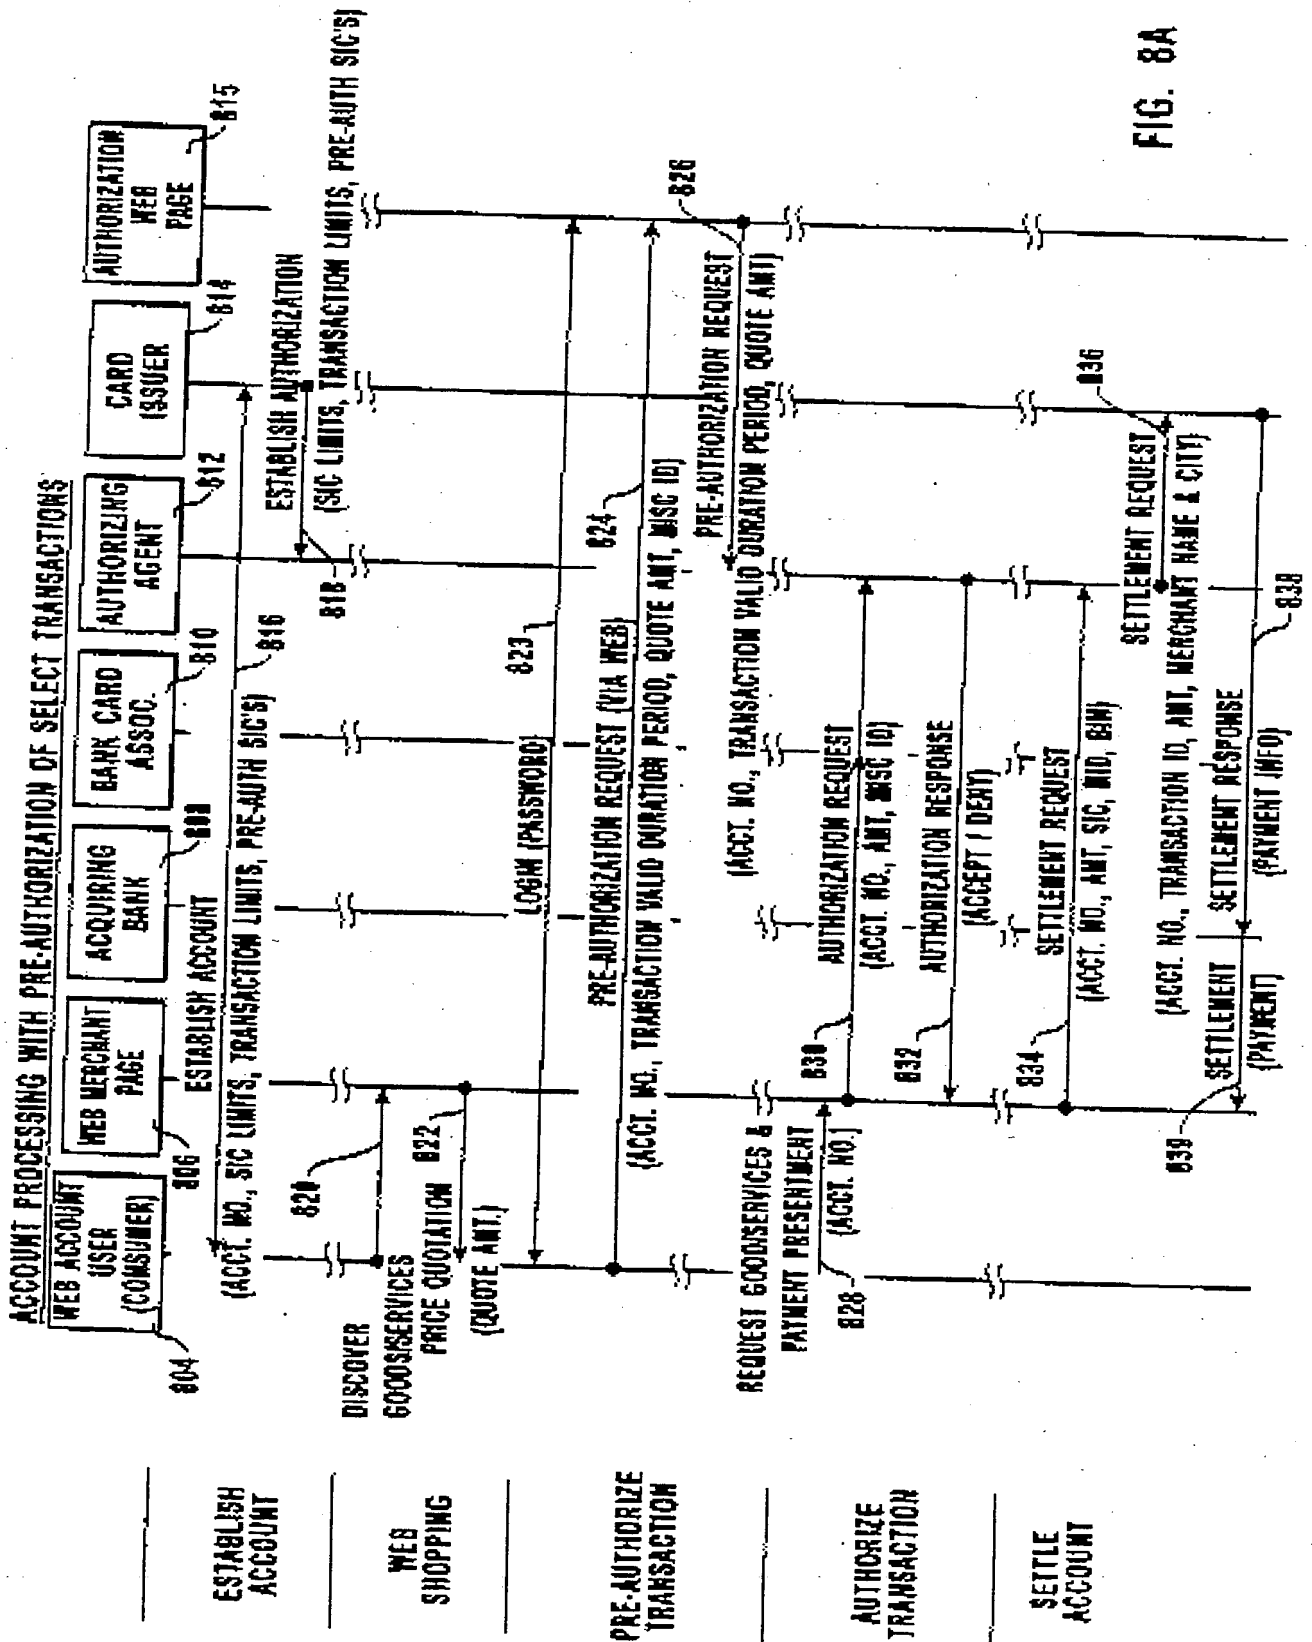 ACCOUNT PROCESSING WITH PRE-AUTHORIZATION OF SELECT TRANSACTIONS
WEB ACCOUNT
USER
(CONSUMER)
804
WEB MERCHANT
PAGE
806
ACQUIRING
BANK
808
BANK CARD
ASSOC.
810
AUTHORIZING
AGENT
812
CARD
ISSUER
814
AUTHORIZATION
WEB
PAGE
815
ESTABLISH
ACCOUNT
ESTABLISH ACCOUNT
816
(ACCT. NO., SIC LIMITS, TRANSACTION LIMITS, PRE-AUTH SIC'S)
ESTABLISH AUTHORIZATION
(SIC LIMITS, TRANSACTION LIMITS, PRE-AUTH SIC'S)
818
WEB
SHOPPING
DISCOVER
GOODS/SERVICES
820
PRICE QUOTATION
(QUOTE AMT.)
822
PRE-AUTHORIZE
TRANSACTION
LOGIN (PASSWORD)
823
PRE-AUTHORIZATION REQUEST (VIA WEB)
824
(ACCT. NO., TRANSACTION VALID DURATION PERIOD, QUOTE AMT, MISC ID)
826
PRE-AUTHORIZATION REQUEST
(ACCT. NO., TRANSACTION VALID DURATION PERIOD, QUOTE AMT)
AUTHORIZE
TRANSACTION
REQUEST GOODS/SERVICES &
PAYMENT PRESENTMENT
(ACCT. NO.)
828
830
AUTHORIZATION REQUEST
(ACCT. NO., AMT, MISC ID)
832
AUTHORIZATION RESPONSE
(ACCEPT / DENY)
SETTLE
ACCOUNT
834
SETTLEMENT REQUEST
(ACCT. NO., AMT, SIC, MID, BIN)
SETTLEMENT REQUEST
836
(ACCT. NO., TRANSACTION ID, AMT, MERCHANT NAME & CITY)
SETTLEMENT RESPONSE
(PAYMENT INFO)
838
SETTLEMENT
(PAYMENT)
839
FIG. 8A